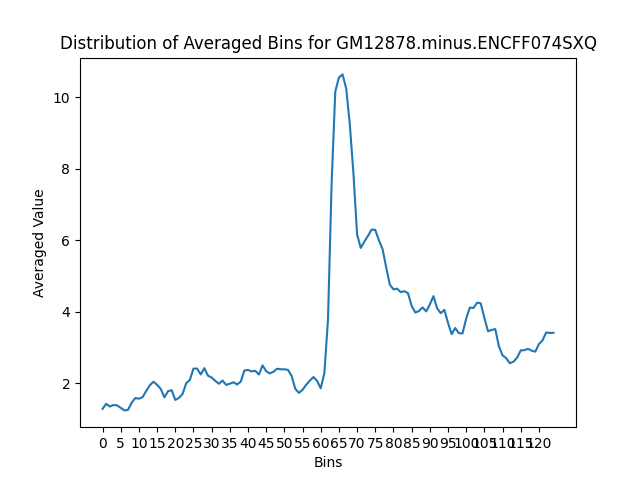 Distribution of Averaged Bins for GM12878.minus.ENCFF074SXQ
Averaged Value
10
8
6
4
2
0 5 10 15 20 25 30 35 40 45 50 55 60 65 70 75 80 85 90 95 100 105 110 115 120
Bins